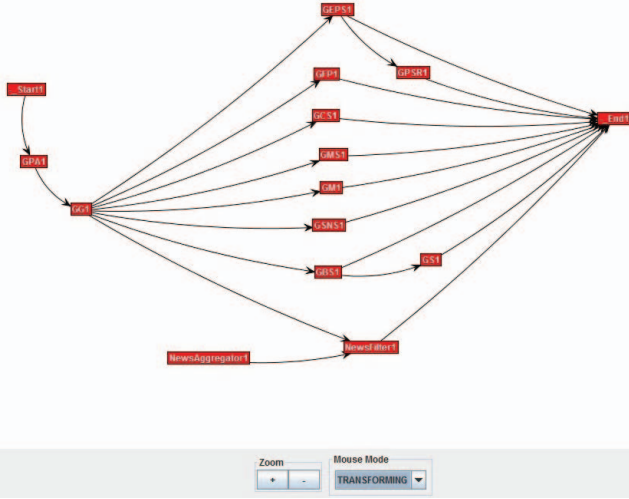 GEPS1
GFP1
GPSR1
_Start1
GCS1
_End1
GMS1
GPA1
GM1
GG1
GSNS1
GBS1
GS1
NewsFilter1
NewsAggregator1
Zoom
Mouse Mode
+ -
TRANSFORMING